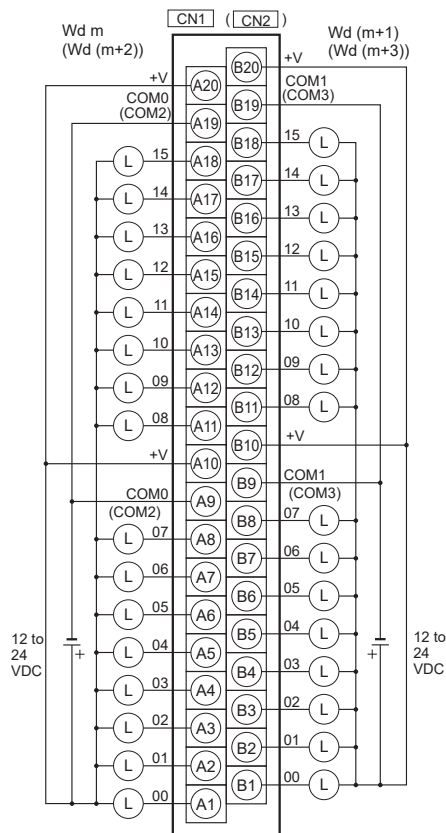 CN1 ( CN2 )
Wd m
(Wd (m+2))
Wd (m+1)
(Wd (m+3))
+V A20 B20 +V
COM0
(COM2) A19 B19 COM1
(COM3)
L 15 A18 B18 15 L
L 14 A17 B17 14 L
L 13 A16 B16 13 L
L 12 A15 B15 12 L
L 11 A14 B14 11 L
L 10 A13 B13 10 L
L 09 A12 B12 09 L
L 08 A11 B11 08 L
+V A10 B10 +V
COM0
(COM2) A9 B9 COM1
(COM3)
L 07 A8 B8 07 L
L 06 A7 B7 06 L
L 05 A6 B6 05 L
L 04 A5 B5 04 L
L 03 A4 B4 03 L
L 02 A3 B3 02 L
L 01 A2 B2 01 L
L 00 A1 B1 00 L
12 to
24
VDC
+
12 to
24
VDC
+